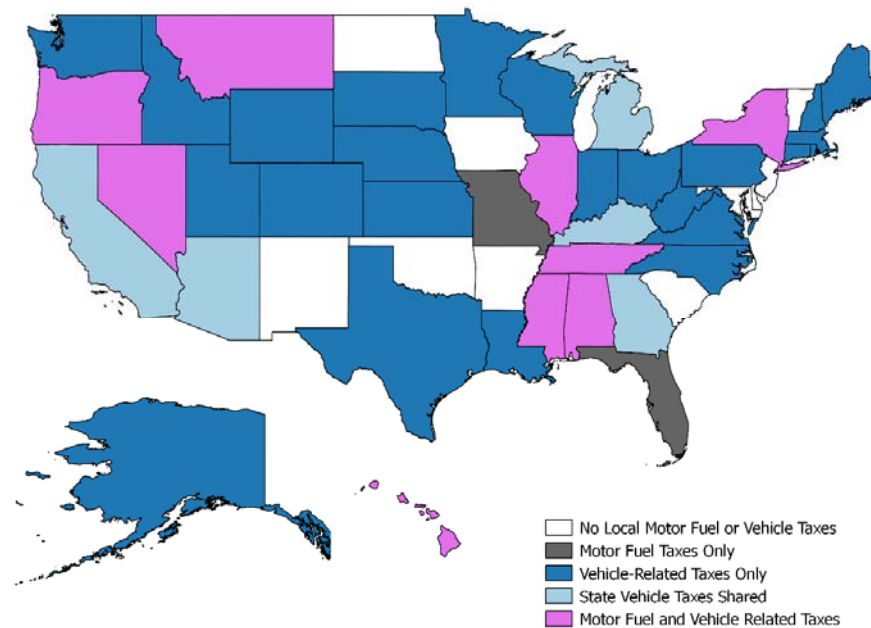 No Local Motor Fuel or Vehicle Taxes
Motor Fuel Taxes Only
Vehicle-Related Taxes Only
State Vehicle Taxes Shared
Motor Fuel and Vehicle Related Taxes